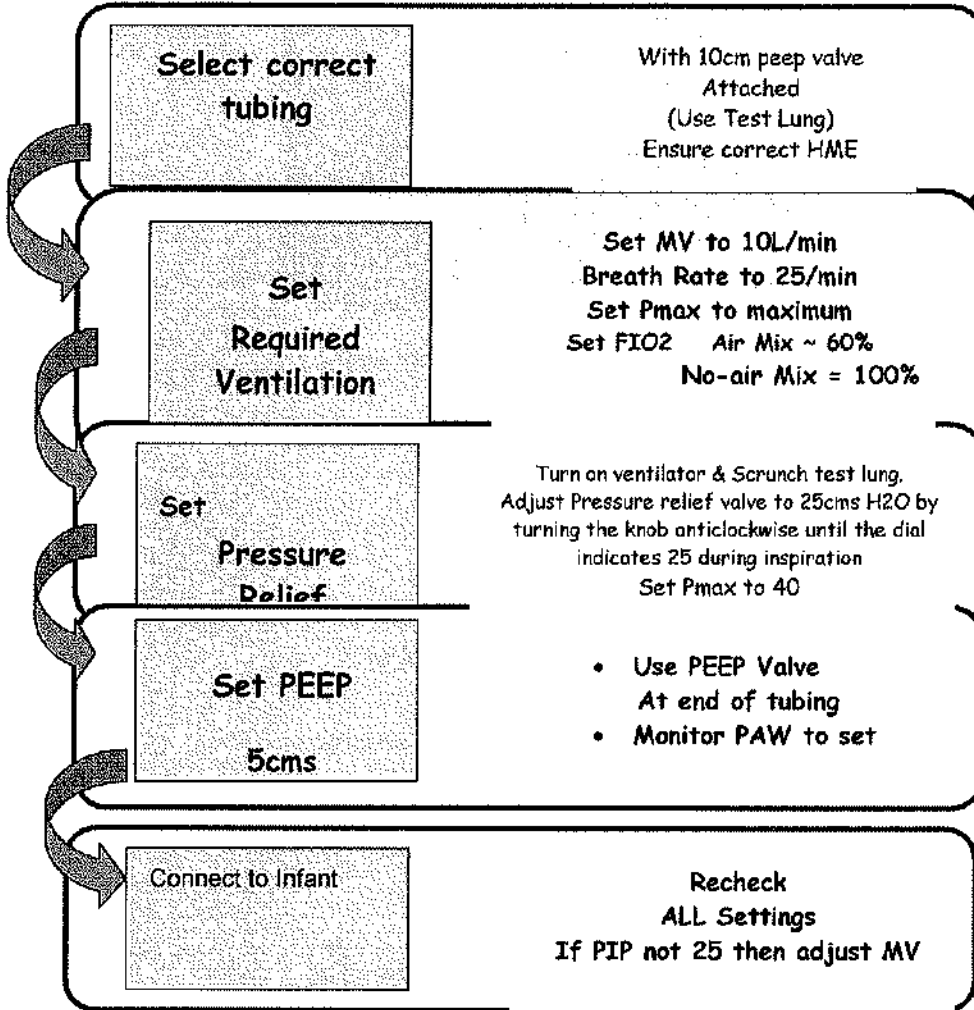 Select correct
tubing
With 10cm peep valve
Attached
(Use Test Lung)
Ensure correct HME
Set
Required
Ventilation
Set MV to 10L/min
Breath Rate to 25/min
Set Pmax to maximum
Set FIO2 Air Mix ~ 60%
No-air Mix = 100%
Set
Pressure
Relief
Turn on ventilator & Scrunch test lung.
Adjust Pressure relief valve to 25cms H2O by
turning the knob anticlockwise until the dial
indicates 25 during inspiration
Set Pmax to 40
Set PEEP
5cms
• Use PEEP Valve
At end of tubing
• Monitor PAW to set
Connect to Infant
Recheck
ALL Settings
If PIP not 25 then adjust MV